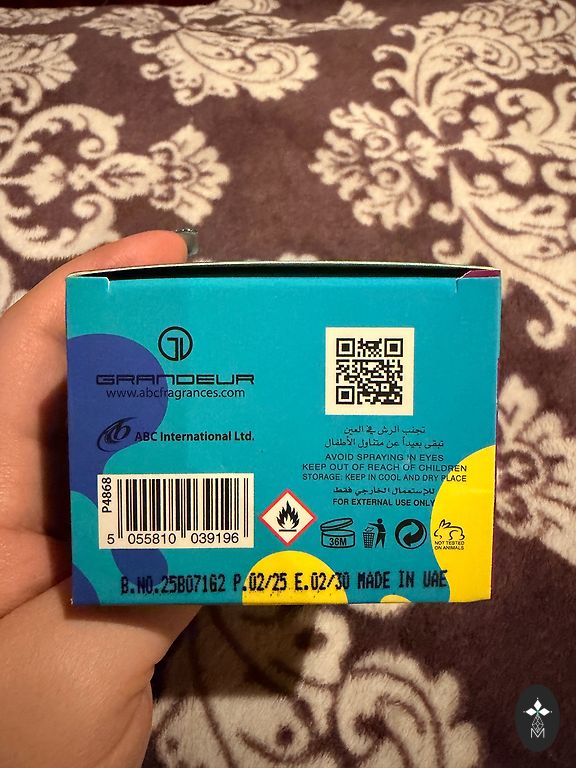 GRANDEUR
www.abcfragrances.com
ABC International Ltd.
P4868
5 055810 039196
تجنب الرش في العين
تبقى بعيداً عن متناول الأطفال
AVOID SPRAYING IN EYES
KEEP OUT OF REACH OF CHILDREN
STORAGE: KEEP IN COOL AND DRY PLACE
للإستعمال الخارجي فقط
FOR EXTERNAL USE ONLY
36M
NOT TESTED
ON ANIMALS
B.NO.25B07162 P.02/25 E.02/30 MADE IN UAE
M